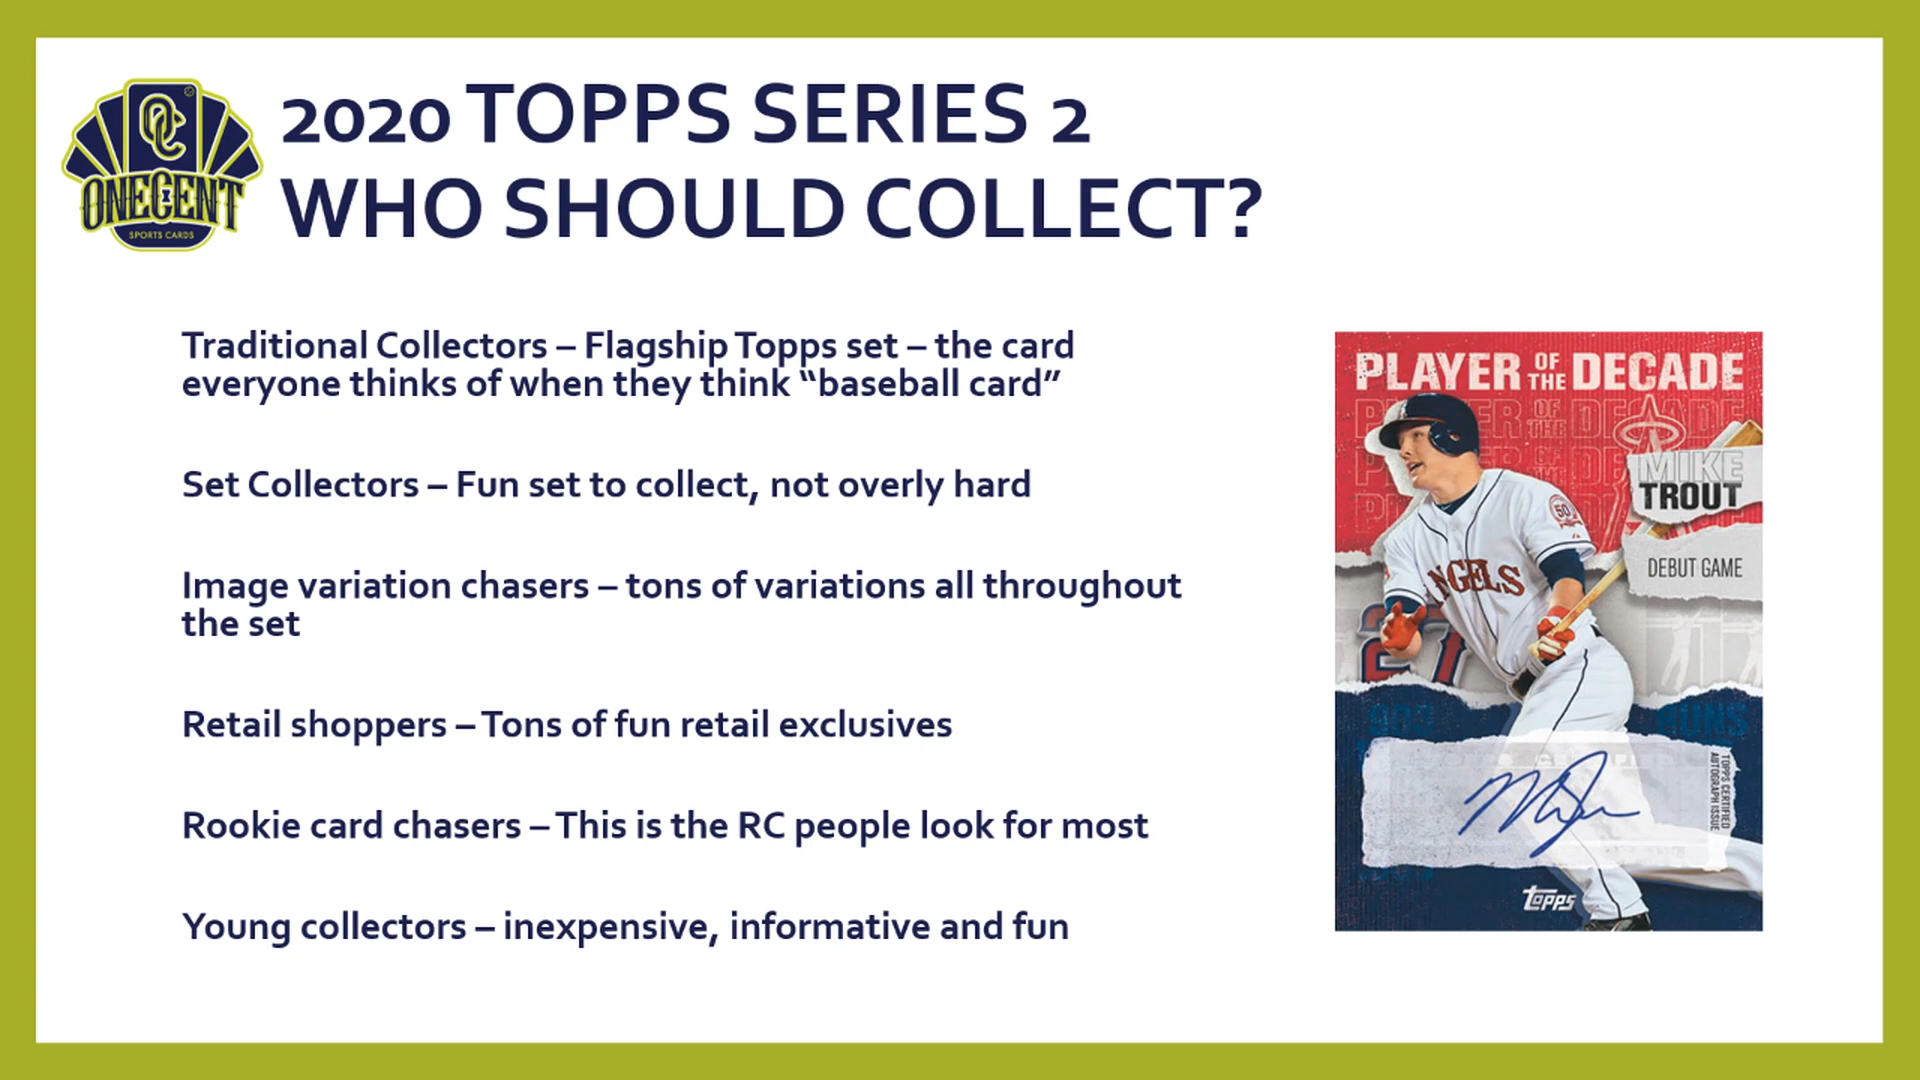 2020 TOPPS SERIES 2
WHO SHOULD COLLECT?
OC
ONECENT
SPORTS CARDS
Traditional Collectors – Flagship Topps set – the card
everyone thinks of when they think “baseball card”
Set Collectors – Fun set to collect, not overly hard
Image variation chasers – tons of variations all throughout
the set
Retail shoppers – Tons of fun retail exclusives
Rookie card chasers – This is the RC people look for most
Young collectors – inexpensive, informative and fun
PLAYER OF THE DECADE
MIKE
TROUT
DEBUT GAME
50
ANGELS
27
RUNS
TOPPS CERTIFIED
AUTOGRAPH ISSUE
topps